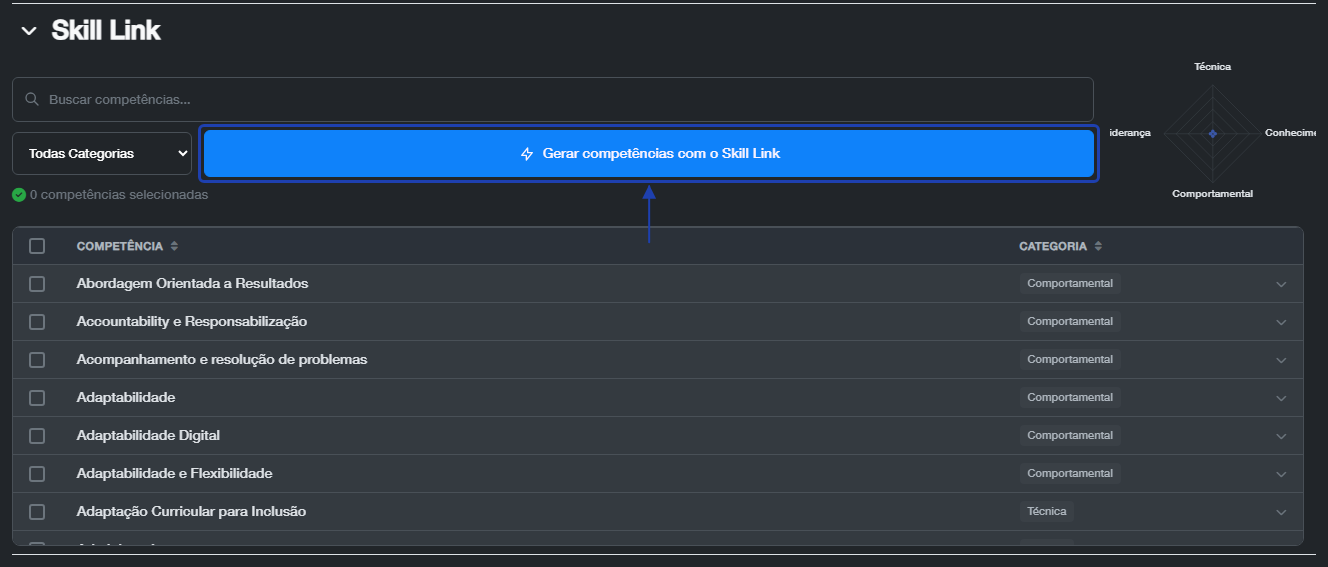 Skill Link
Buscar competências...
Todas Categorias
Gerar competências com o Skill Link
0 competências selecionadas
Técnica
iderança
Conhecime
Comportamental
COMPETÊNCIA CATEGORIA
Abordagem Orientada a Resultados Comportamental
Accountability e Responsabilização Comportamental
Acompanhamento e resolução de problemas Comportamental
Adaptabilidade Comportamental
Adaptabilidade Digital Comportamental
Adaptabilidade e Flexibilidade Comportamental
Adaptação Curricular para Inclusão Técnica